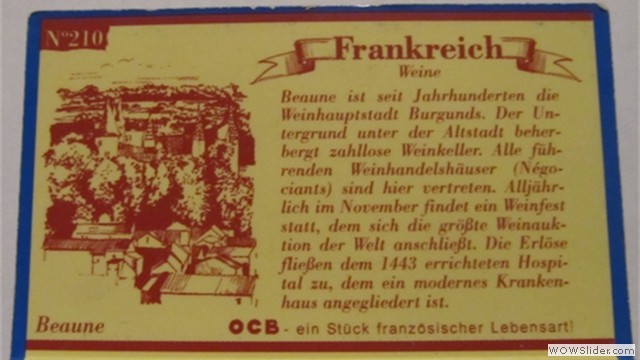 Nº210
Frankreich
Weine
Beaune ist seit Jahrhunderten die
Weinhauptstadt Burgunds. Der Un-
tergrund unter der Altstadt beher-
bergt zahllose Weinkeller. Alle füh-
renden Weinhandelshäuser (Négo-
ciants) sind hier vertreten. Alljähr-
lich im November findet ein Weinfest
statt, dem sich die größte Weinauk-
tion der Welt anschließt. Die Erlöse
fließen dem 1443 errichteten Hospi-
tal zu, dem ein modernes Kranken-
haus angegliedert ist.
Beaune
OCB - ein Stück französischer Lebensart!
WOWSlider.com